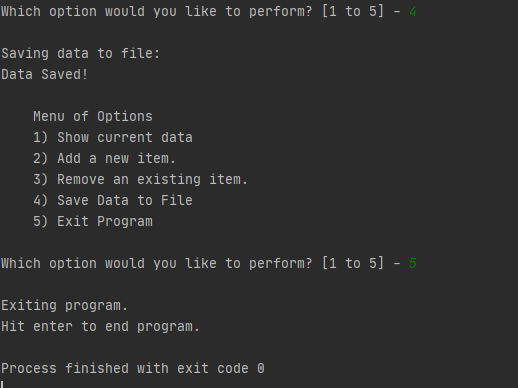 Which option would you like to perform? [1 to 5] - 4
Saving data to file:
Data Saved!
Menu of Options
1) Show current data
2) Add a new item.
3) Remove an existing item.
4) Save Data to File
5) Exit Program
Which option would you like to perform? [1 to 5] - 5
Exiting program.
Hit enter to end program.
Process finished with exit code 0